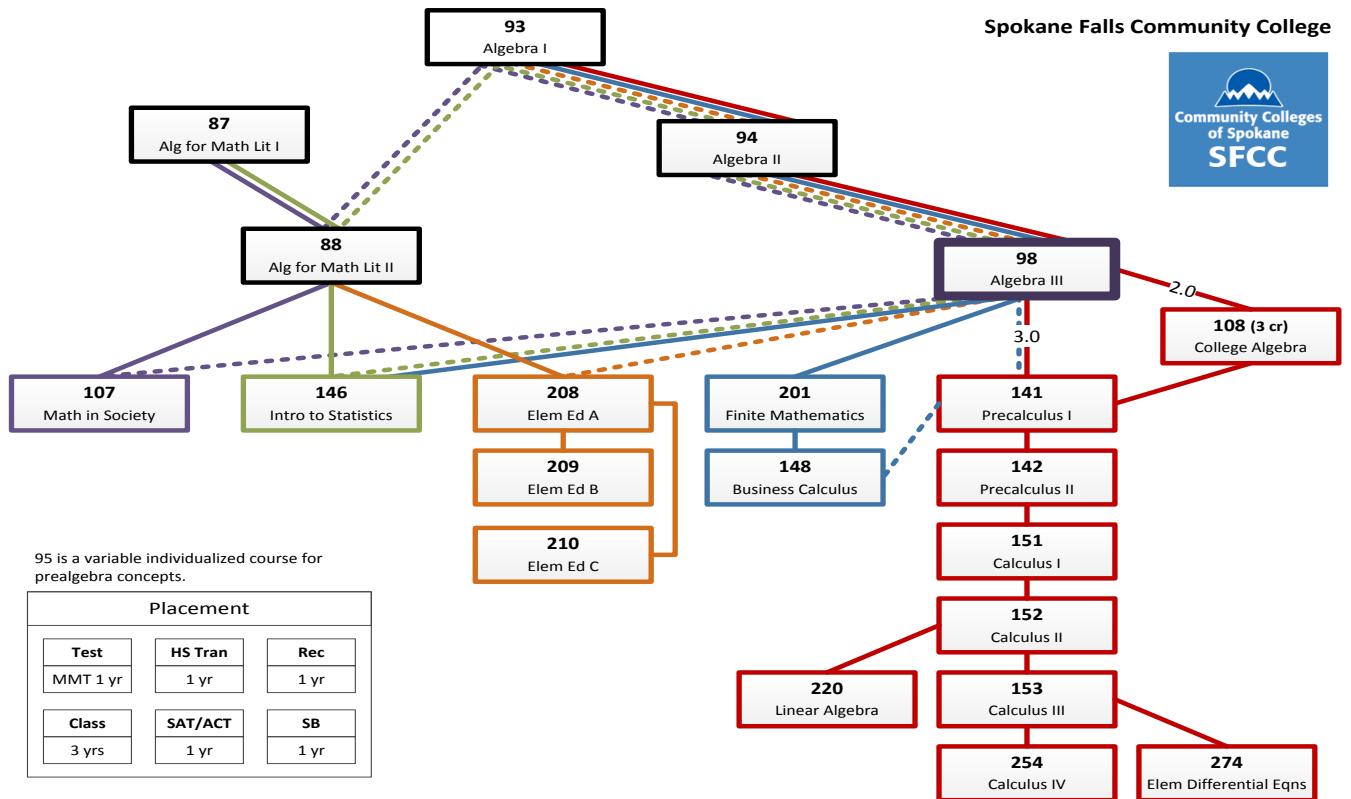 93
Algebra I
Spokane Falls Community College
Community Colleges
of Spokane
SFCC
87
Alg for Math Lit I
94
Algebra II
88
Alg for Math Lit II
98
Algebra III
2.0
3.0
108 (3 cr)
College Algebra
107
Math in Society
146
Intro to Statistics
208
Elem Ed A
201
Finite Mathematics
141
Precalculus I
209
Elem Ed B
148
Business Calculus
142
Precalculus II
210
Elem Ed C
151
Calculus I
95 is a variable individualized course for
prealgebra concepts.
Placement
Test
MMT 1 yr
HS Tran
1 yr
Rec
1 yr
Class
3 yrs
SAT/ACT
1 yr
SB
1 yr
152
Calculus II
220
Linear Algebra
153
Calculus III
254
Calculus IV
274
Elem Differential Eqns